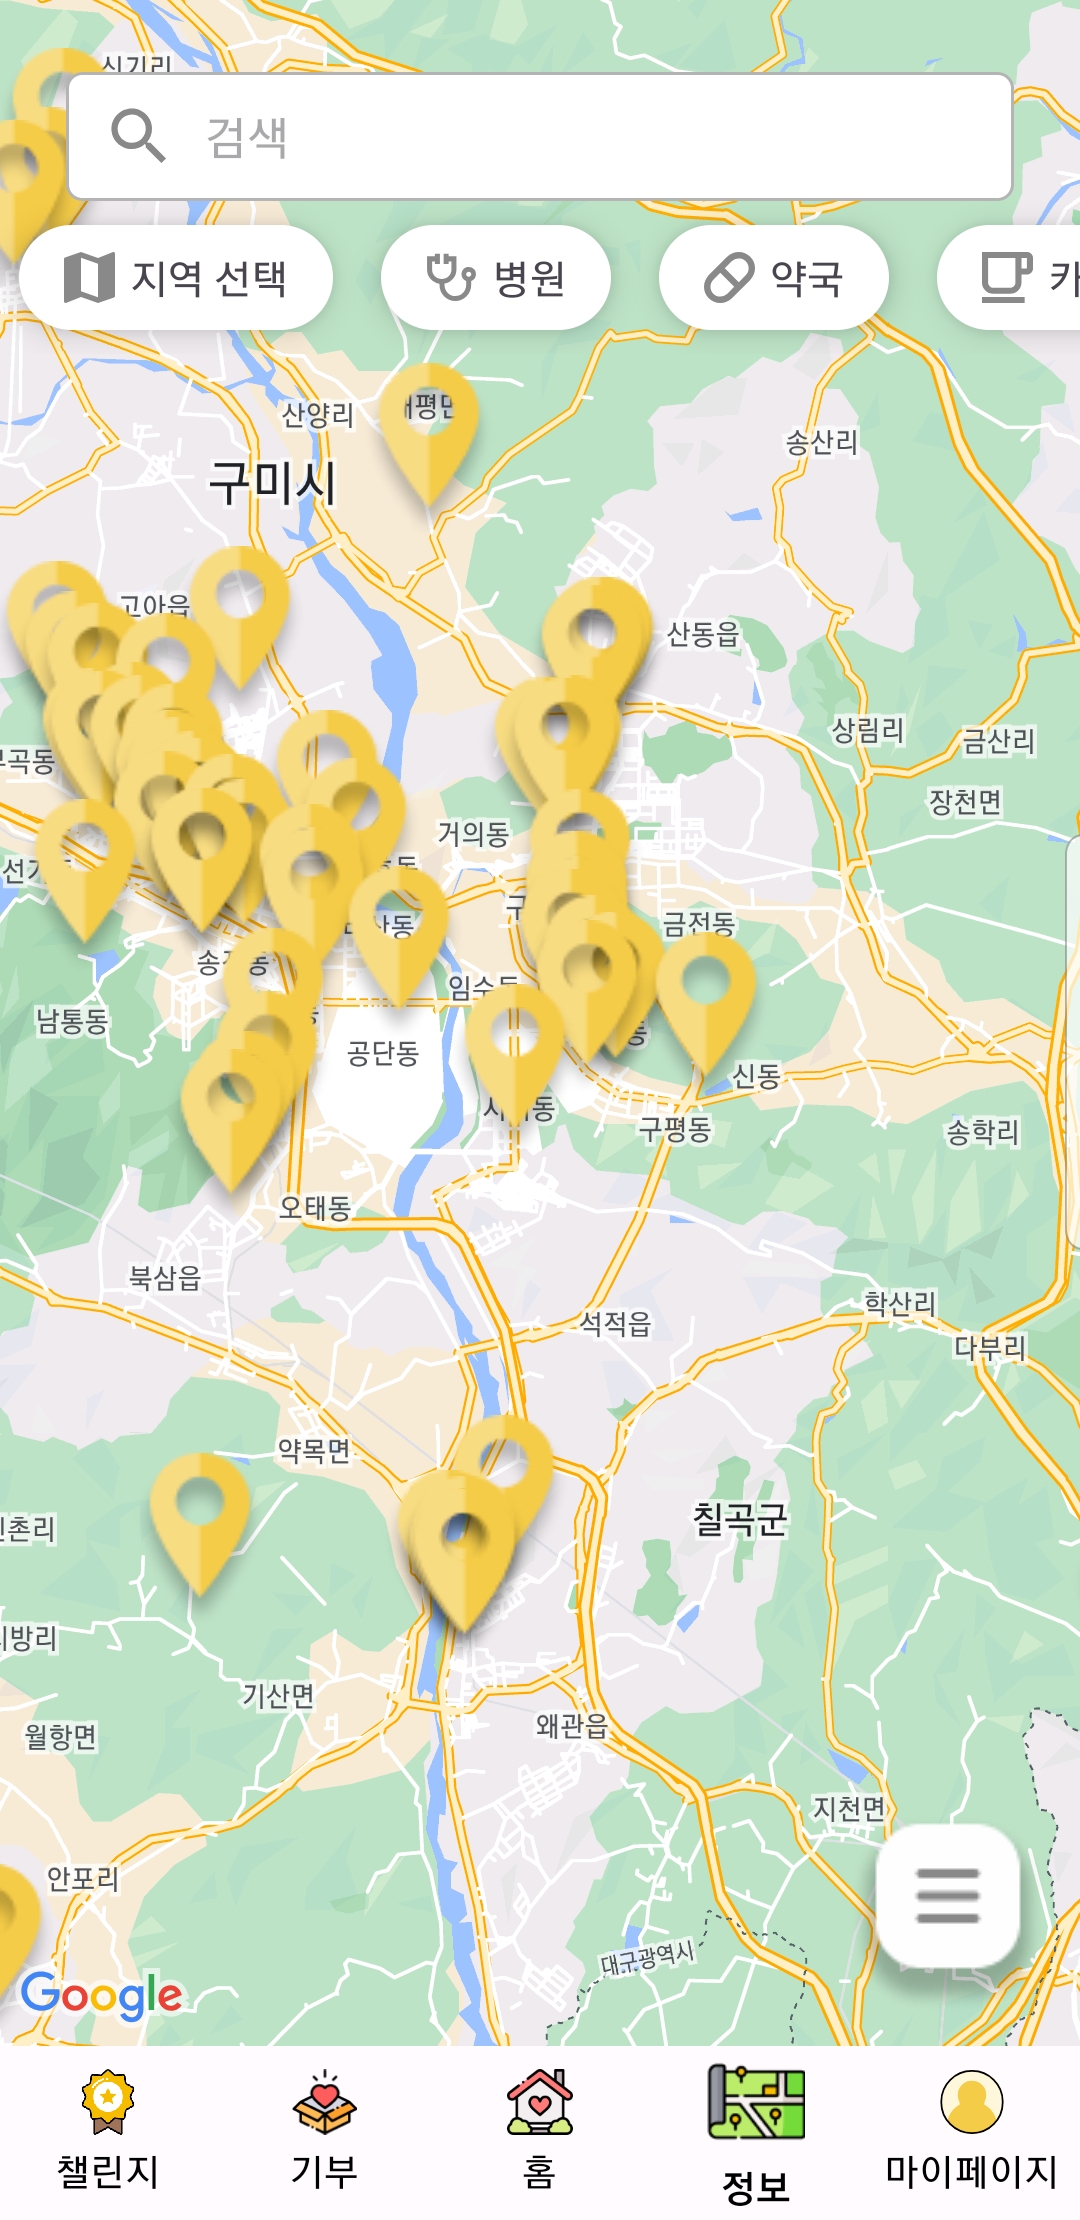 신기리
검색
지역 선택
병원
약국
카
산양리
송산리
구미시
고아읍
산동읍
상림리
금산리
장천면
거의동
금전동
남통동
공단동
신동
구평동
송학리
오태동
북삼읍
석적읍
학산리
다부리
약목면
칠곡군
기산면
월항면
왜관읍
지천면
안포리
대구광역시
Google
챌린지
기부
홈
정보
마이페이지